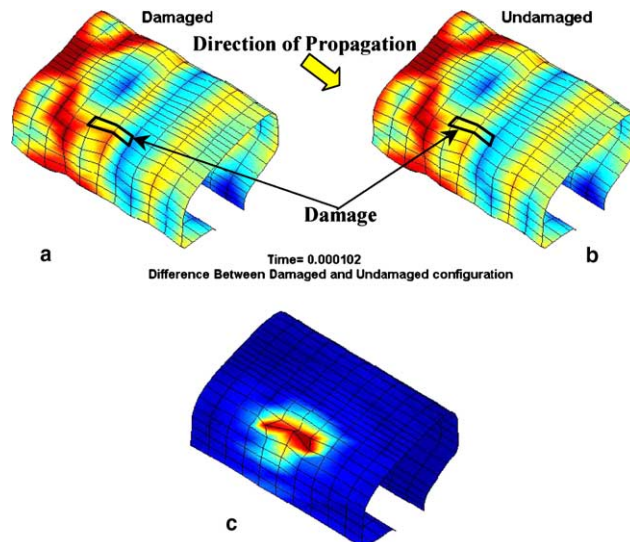 Damaged
Undamaged
Direction of Propagation
Damage
a
b
Time= 0.000102
Difference Between Damaged and Undamaged configuration
c